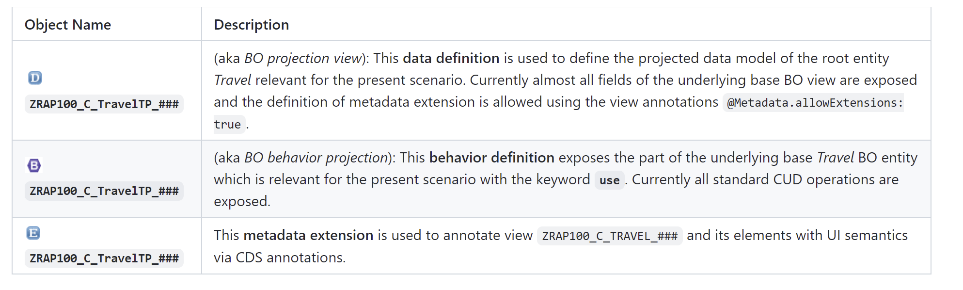 Object Name Description
(aka BO projection view): This data definition is used to define the projected data model of the root entity
D
Travel relevant for the present scenario. Currently almost all fields of the underlying base BO view are exposed
ZRAP100_C_TravelTP_###
and the definition of metadata extension is allowed using the view annotations @Metadata.allowExtensions:
true .
(aka BO behavior projection): This behavior definition exposes the part of the underlying base Travel BO entity
B
ZRAP100_C_TravelTP_###
which is relevant for the present scenario with the keyword use . Currently all standard CUD operations are
exposed.
E
This metadata extension is used to annotate view ZRAP100_C_TRAVEL_### and its elements with UI semantics
ZRAP100_C_TravelTP_###
via CDS annotations.